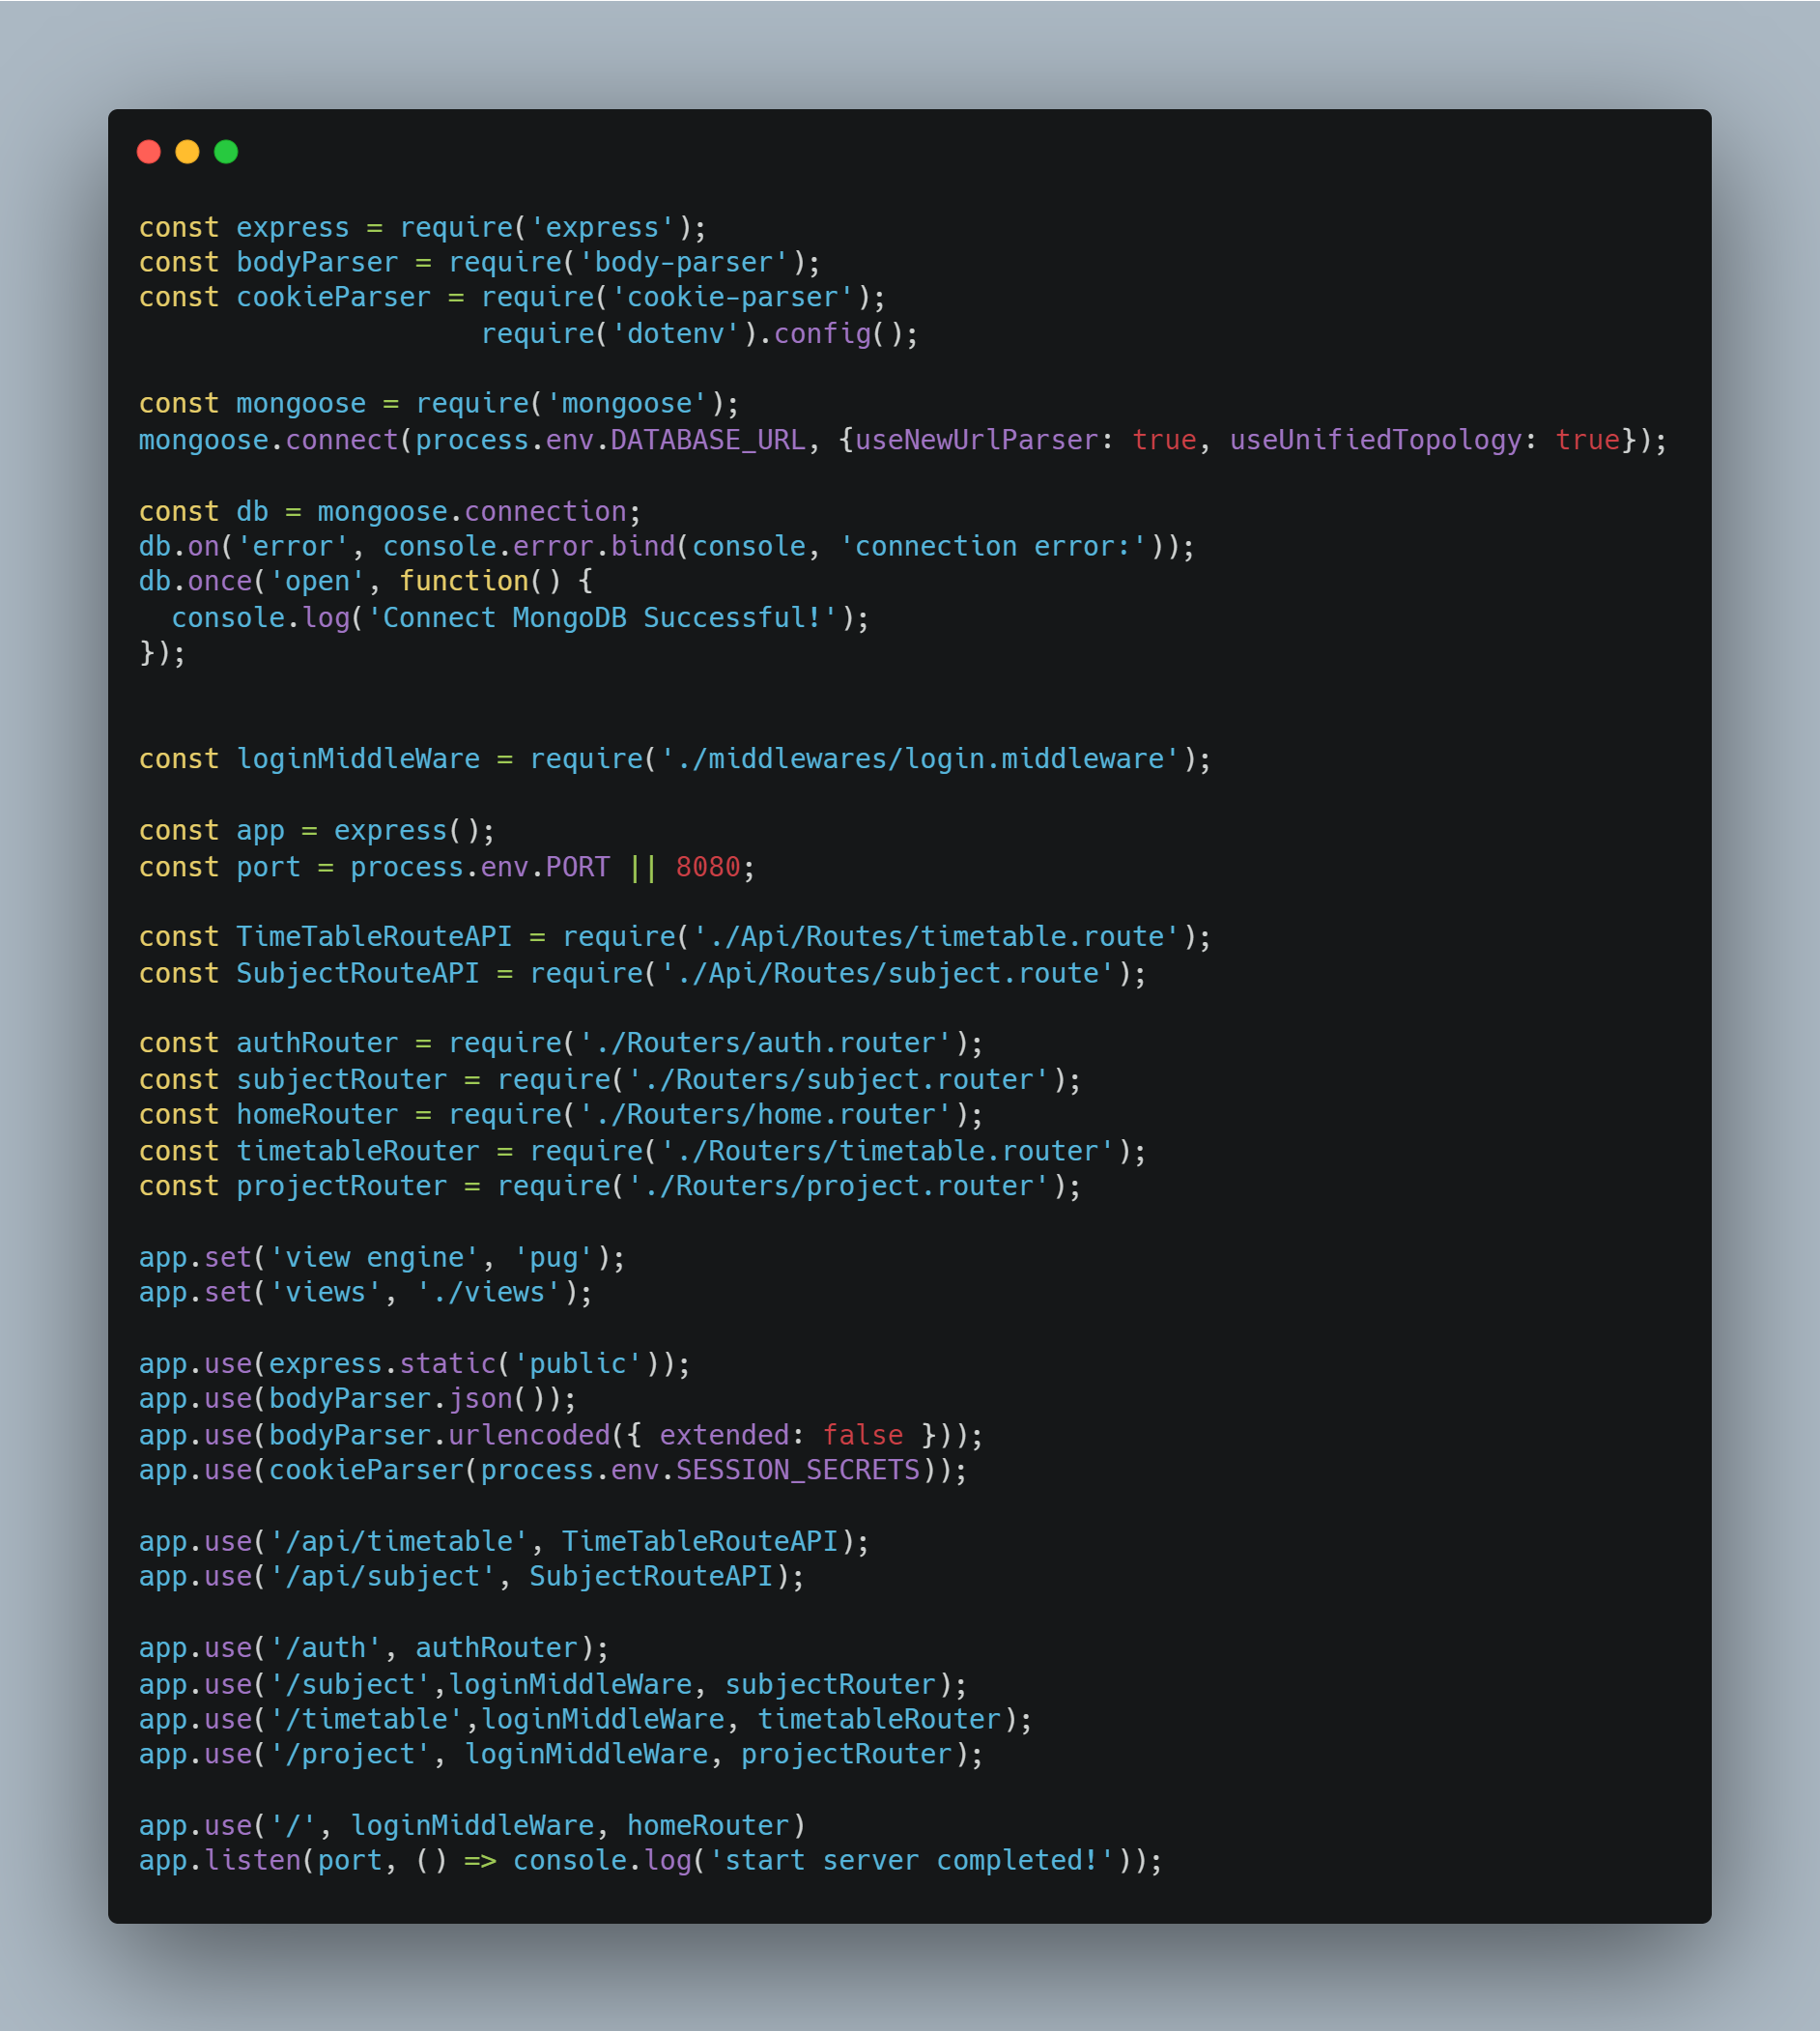 const express = require('express');
const bodyParser = require('body-parser');
const cookieParser = require('cookie-parser');
                     require('dotenv').config();

const mongoose = require('mongoose');
mongoose.connect(process.env.DATABASE_URL, {useNewUrlParser: true, useUnifiedTopology: true});

const db = mongoose.connection;
db.on('error', console.error.bind(console, 'connection error:'));
db.once('open', function() {
  console.log('Connect MongoDB Successful!');
});


const loginMiddleWare = require('./middlewares/login.middleware');

const app = express();
const port = process.env.PORT || 8080;

const TimeTableRouteAPI = require('./Api/Routes/timetable.route');
const SubjectRouteAPI = require('./Api/Routes/subject.route');

const authRouter = require('./Routers/auth.router');
const subjectRouter = require('./Routers/subject.router');
const homeRouter = require('./Routers/home.router');
const timetableRouter = require('./Routers/timetable.router');
const projectRouter = require('./Routers/project.router');

app.set('view engine', 'pug');
app.set('views', './views');

app.use(express.static('public'));
app.use(bodyParser.json());
app.use(bodyParser.urlencoded({ extended: false }));
app.use(cookieParser(process.env.SESSION_SECRETS));

app.use('/api/timetable', TimeTableRouteAPI);
app.use('/api/subject', SubjectRouteAPI);

app.use('/auth', authRouter);
app.use('/subject',loginMiddleWare, subjectRouter);
app.use('/timetable',loginMiddleWare, timetableRouter);
app.use('/project', loginMiddleWare, projectRouter);

app.use('/', loginMiddleWare, homeRouter)
app.listen(port, () => console.log('start server completed!'));